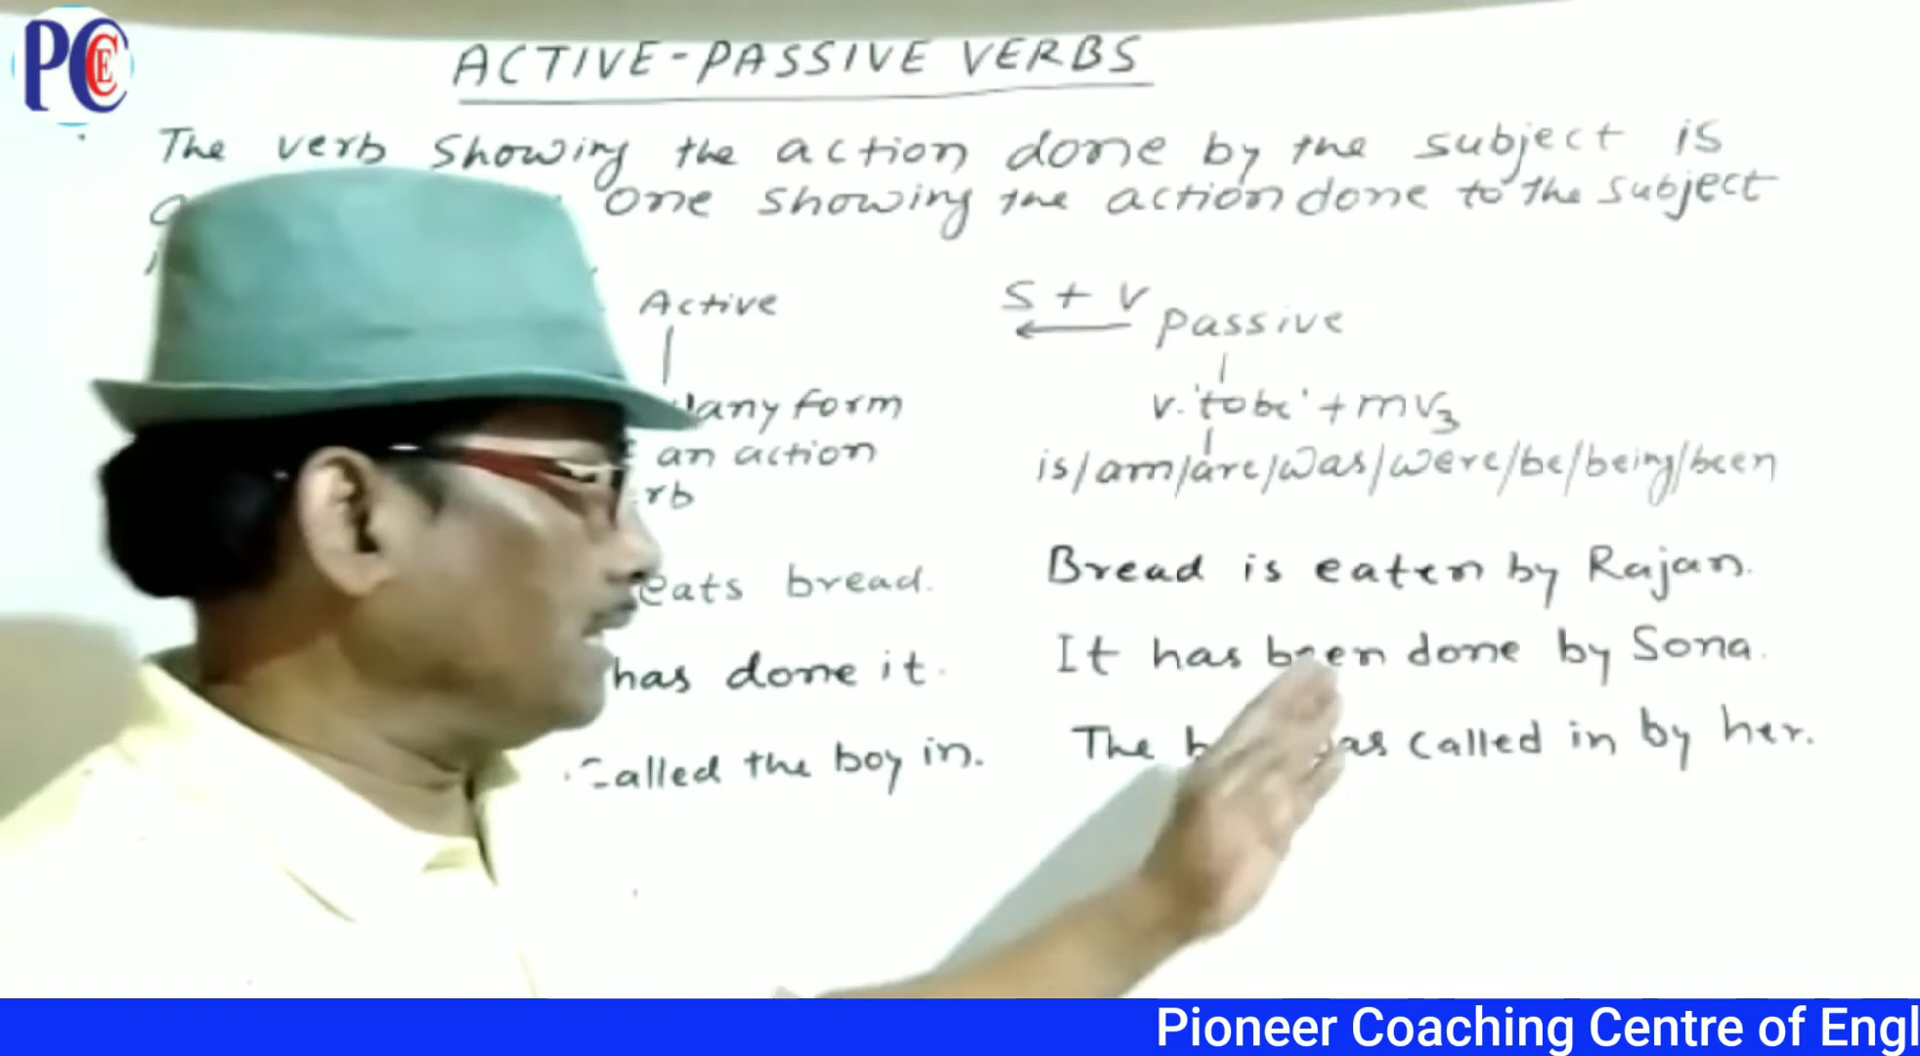 PCCE
ACTIVE-PASSIVE VERBS
The verb showing the action done by the subject is
one showing the action done to the subject
Active
S + V
passive
any form
v. 'tobe' + mv3
an action
is/am/are/was/were/be/being/been
eats bread.
Bread is eaten by Rajan.
has done it.
It has been done by Sona.
called the boy in.
The was called in by her.
Pioneer Coaching Centre of Engl